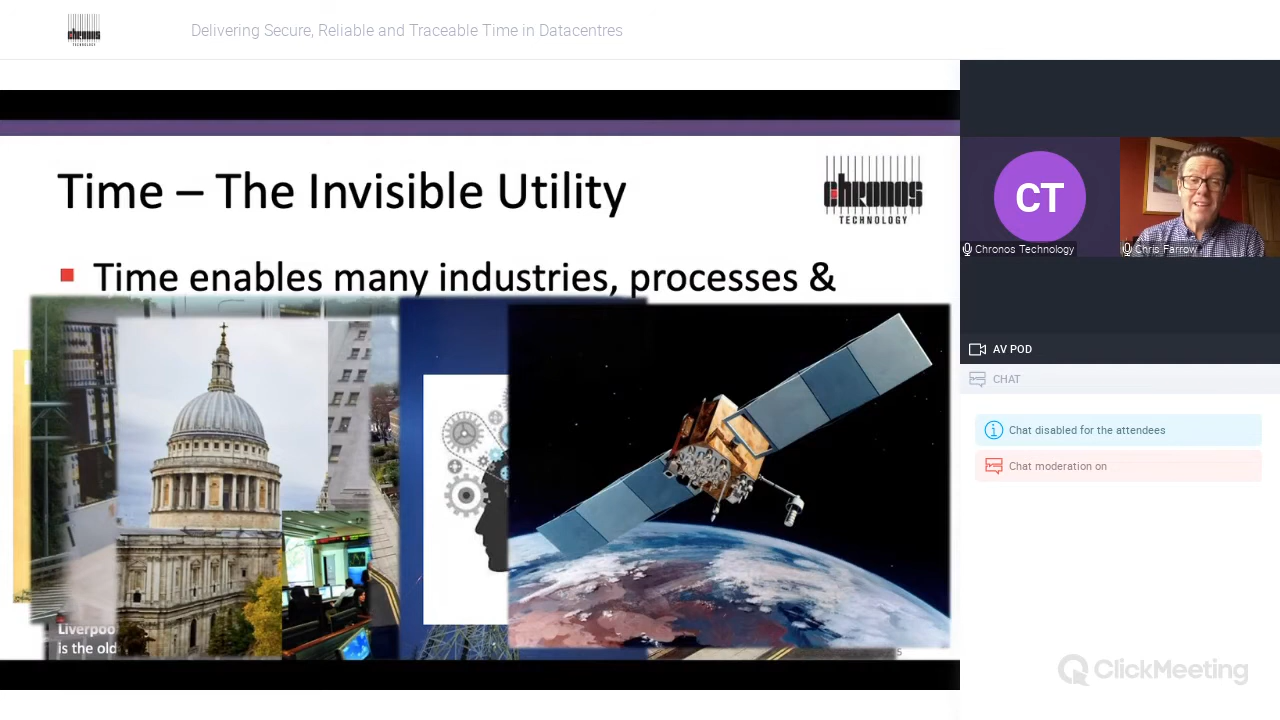 chronos
TECHNOLOGY
Delivering Secure, Reliable and Traceable Time in Datacentres
Time – The Invisible Utility
chronos
TECHNOLOGY
Time enables many industries, processes &
Liverpoo
is the old
CT
Chronos Technology
Chris Farrow
AV POD
CHAT
Chat disabled for the attendees
Chat moderation on
ClickMeeting